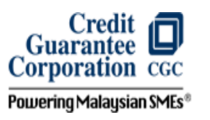 Credit
Guarantee
Corporation CGC
Powering Malaysian SMEs®